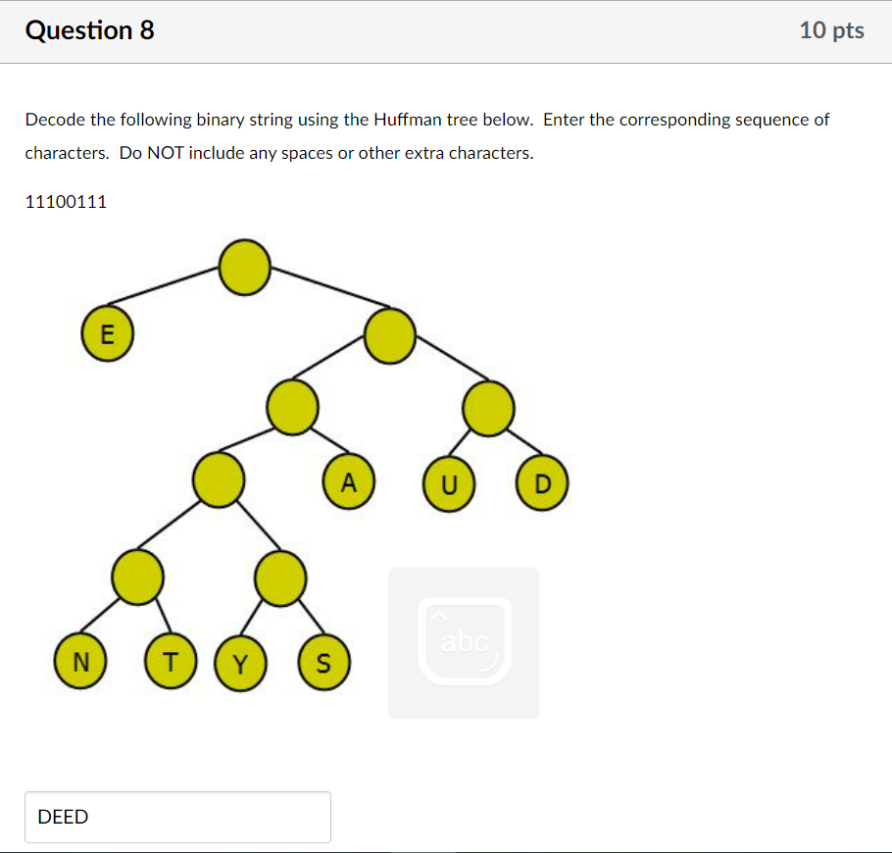 Question 8
10 pts
Decode the following binary string using the Huffman tree below. Enter the corresponding sequence of
characters. Do NOT include any spaces or other extra characters.
11100111
E
A
U
D
N
T
Y
S
abc
DEED